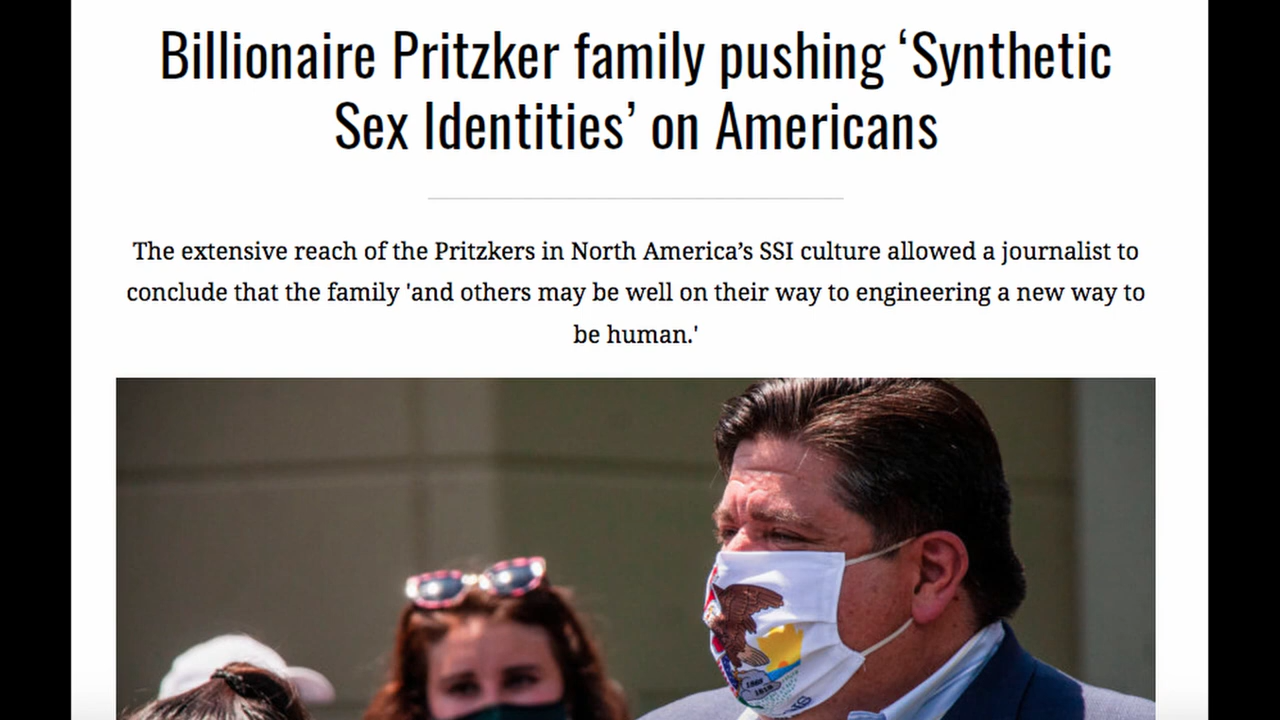 Billionaire Pritzker family pushing ‘Synthetic
Sex Identities’ on Americans
The extensive reach of the Pritzkers in North America’s SSI culture allowed a journalist to
conclude that the family 'and others may be well on their way to engineering a new way to
be human.'
1868
1818